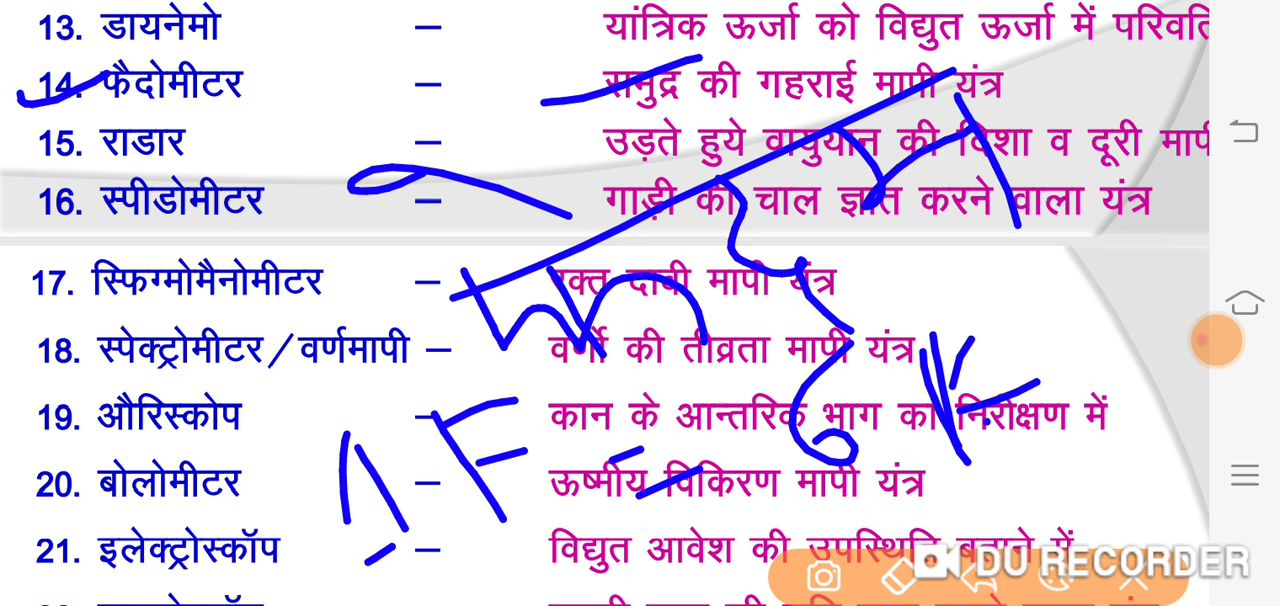 13. डायनेमो – यांत्रिक ऊर्जा को विद्युत ऊर्जा में
14. फैदोमीटर – समुद्र की गहराई मापी यंत्र
15. राडार – उड़ते हुये वायुयान की दिशा व दूरी
16. स्पीडोमीटर – गाड़ी की चाल ज्ञात करने वाला यंत्र
17. स्फिग्मोमैनोमीटर – रक्त दावी मापी यंत्र
18. स्पेक्ट्रोमीटर/वर्णमापी – वर्णो की तीव्रता मापी यंत्र
19. औरिस्कोप – कान के आन्तरिक भाग का निरीक्षण में
20. बोलोमीटर – ऊष्मीय विकिरण मापी यंत्र
21. इलेक्ट्रोस्कॉप – विद्युत आवेश की उपस्थिति बताने में
DU RECORDER